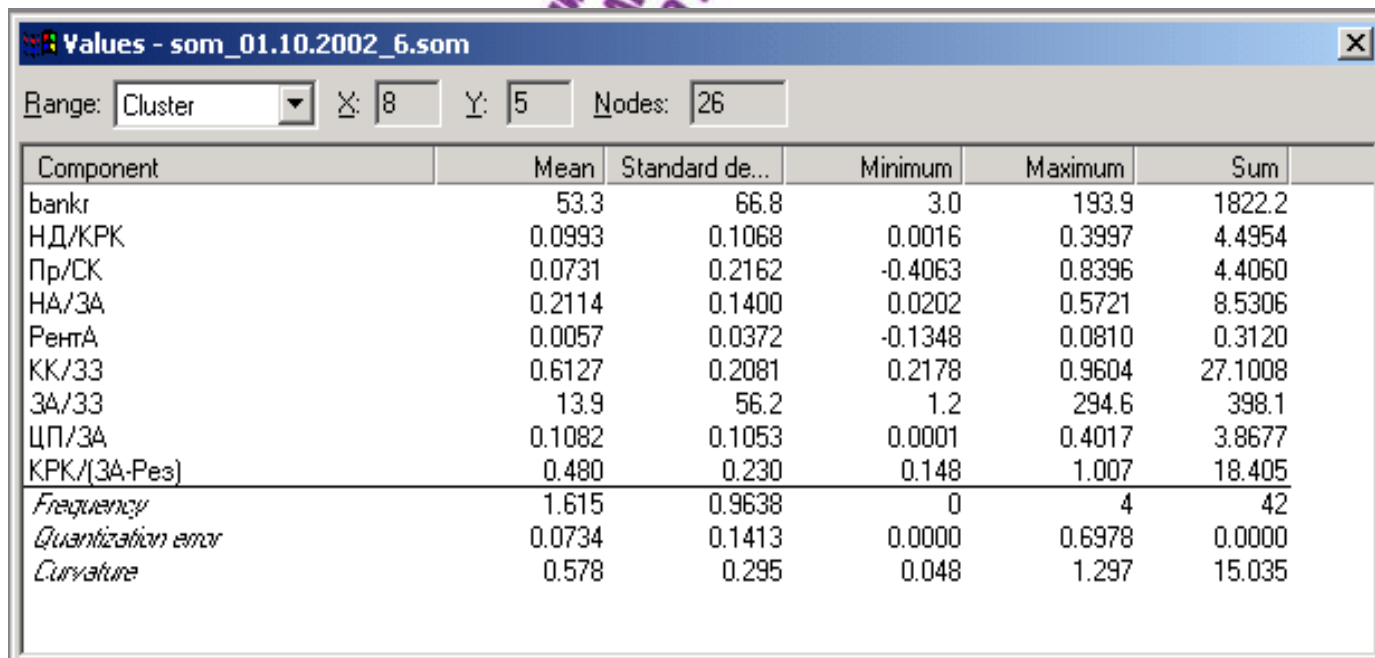 Values - som_01.10.2002_6.som
Range: Cluster X: 8 Y: 5 Nodes: 26
Component Mean Standard de... Minimum Maximum Sum
bankr 53.3 66.8 3.0 193.9 1822.2
НД/КРК 0.0993 0.1068 0.0016 0.3997 4.4954
Пр/СК 0.0731 0.2162 -0.4063 0.8396 4.4060
НА/ЗА 0.2114 0.1400 0.0202 0.5721 8.5306
РентА 0.0057 0.0372 -0.1348 0.0810 0.3120
КК/ЗЗ 0.6127 0.2081 0.2178 0.9604 27.1008
ЗА/ЗЗ 13.9 56.2 1.2 294.6 398.1
ЦП/ЗА 0.1082 0.1053 0.0001 0.4017 3.8677
КРК/(ЗА-Рез) 0.480 0.230 0.148 1.007 18.405
Frequency 1.615 0.9638 0 4 42
Quantization error 0.0734 0.1413 0.0000 0.6978 0.0000
Curvature 0.578 0.295 0.048 1.297 15.035